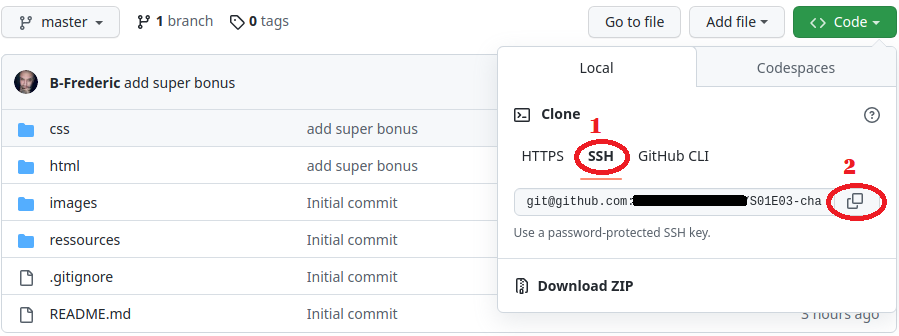 master 1 branch 0 tags Go to file Add file Code
Local Codespaces
B-Frederic add super bonus
Clone
1
css add super bonus
HTTPS SSH GitHub CLI
2
html add super bonus
images Initial commit
git@github.com: /S01E03-cha
Use a password-protected SSH key.
ressources Initial commit
.gitignore Initial commit
Download ZIP
README.md Initial commit 3 hours ago